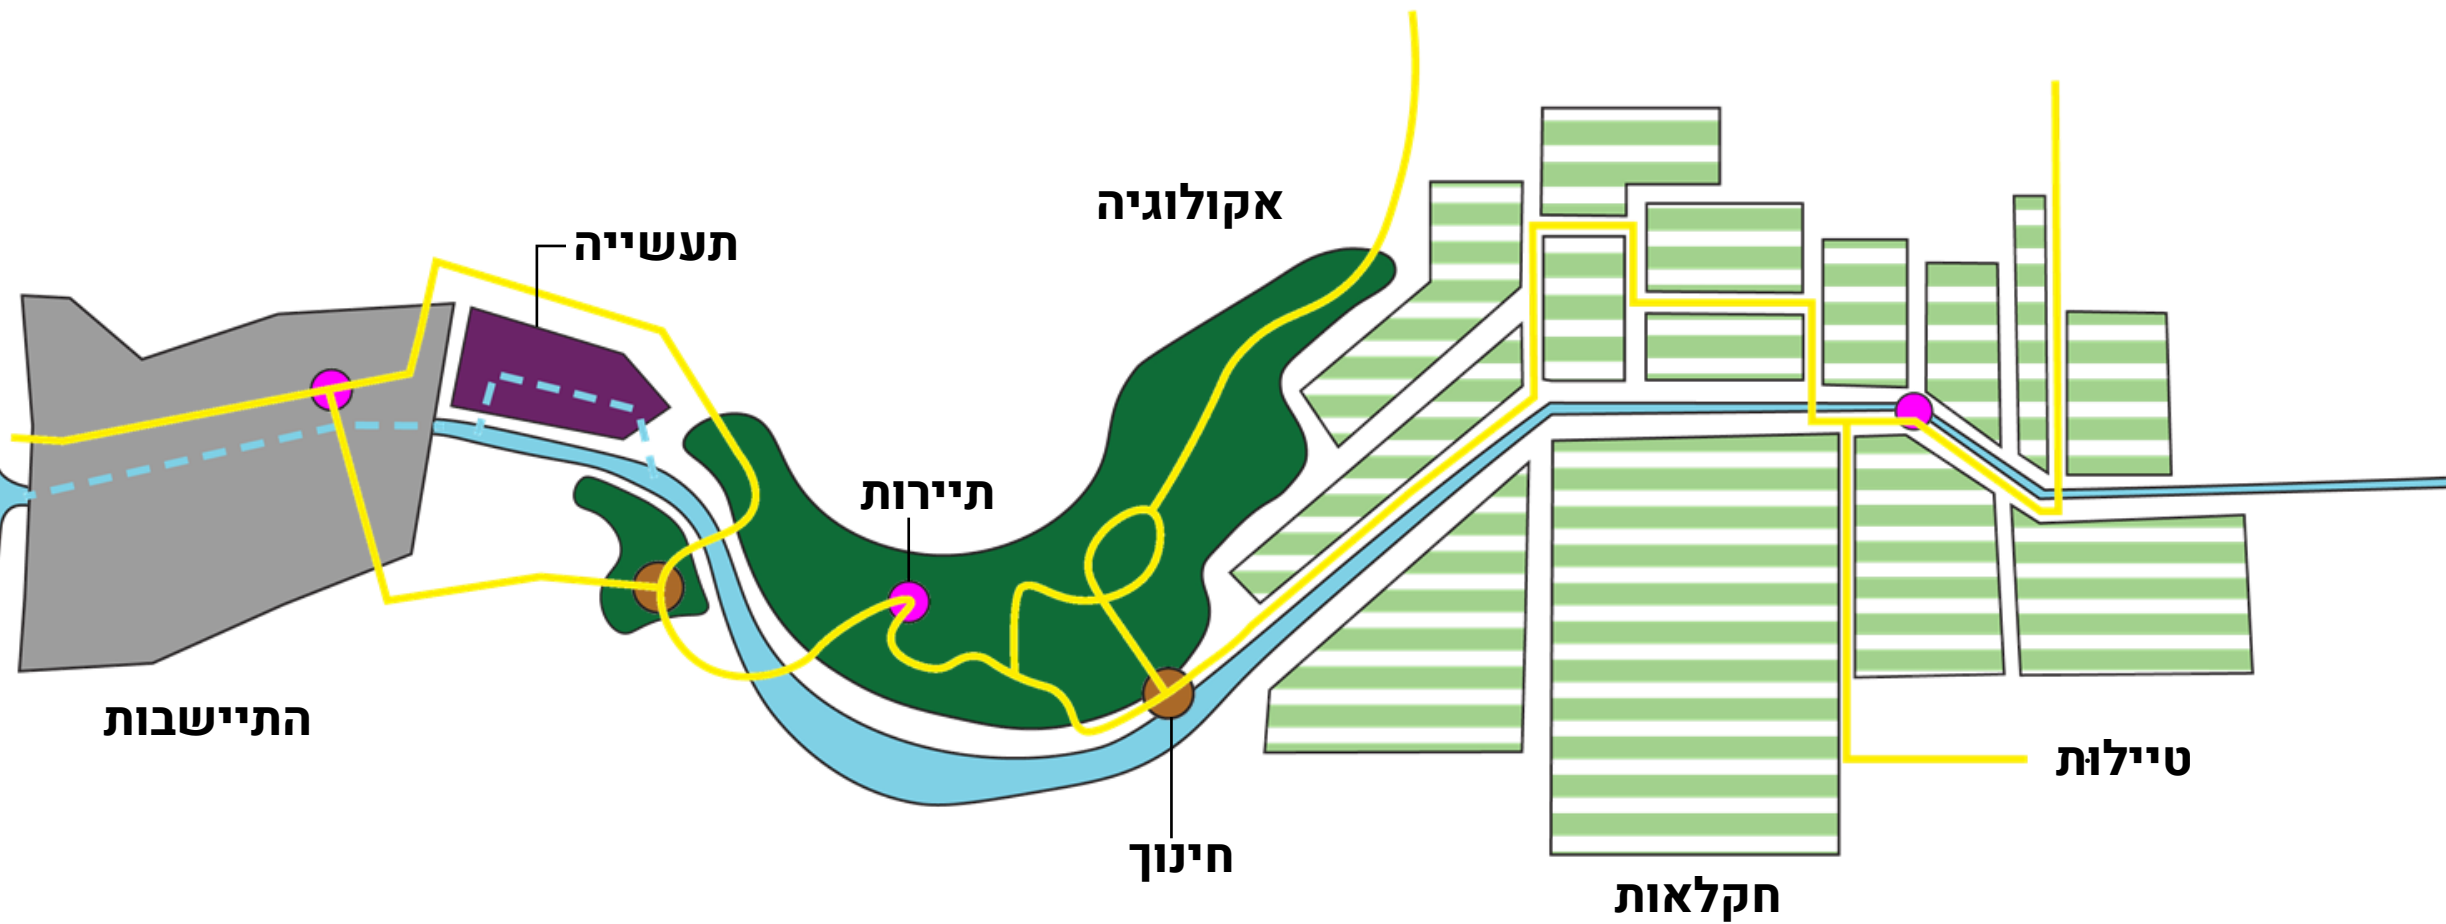 אקולוגיה
תעשייה
תיירות
התיישבות
טיילות
חינוך
חקלאות